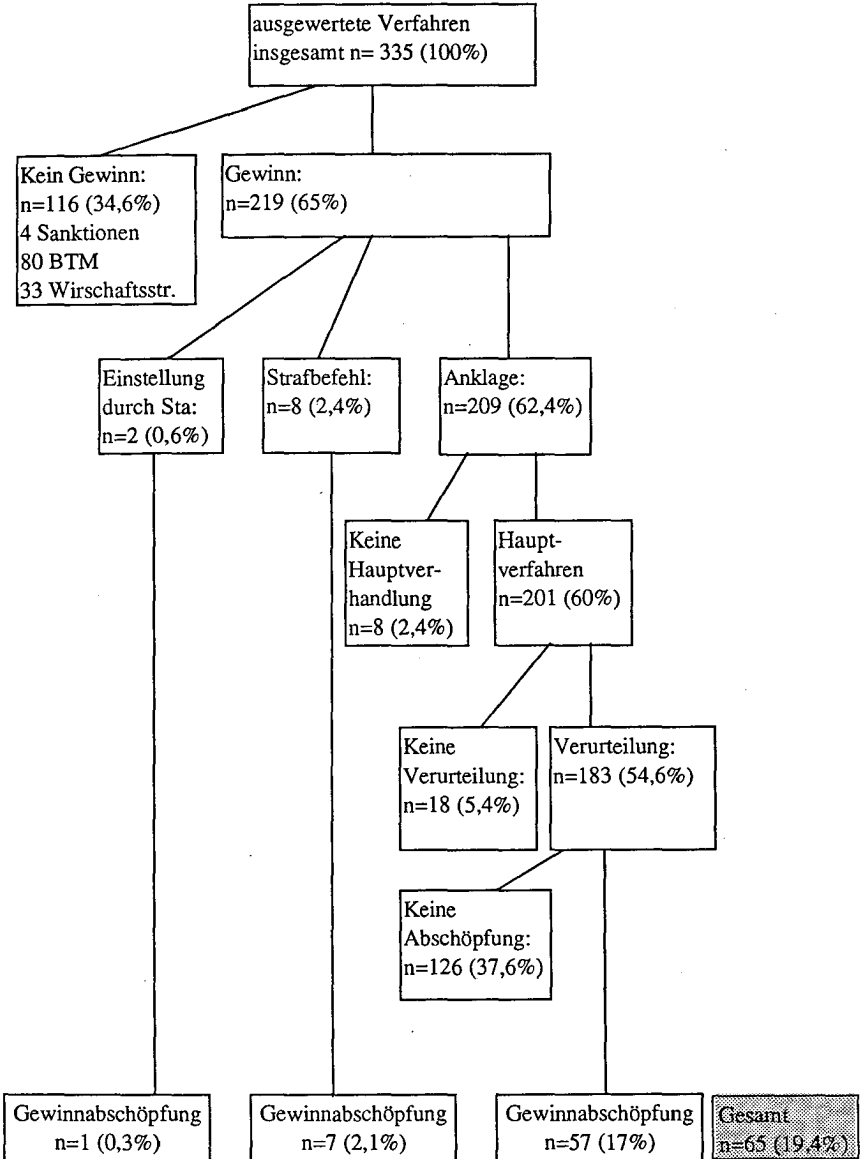 ausgewertete Verfahren
insgesamt n= 335 (100%)
Kein Gewinn:
n=116 (34,6%)
4 Sanktionen
80 BTM
33 Wirschaftsstr.
Gewinn:
n=219 (65%)
Einstellung
durch Sta:
n=2 (0,6%)
Strafbefehl:
n=8 (2,4%)
Anklage:
n=209 (62,4%)
Keine
Hauptver-
handlung
n=8 (2,4%)
Haupt-
verfahren
n=201 (60%)
Keine
Verurteilung:
n=18 (5,4%)
Verurteilung:
n=183 (54,6%)
Keine
Abschöpfung:
n=126 (37,6%)
Gewinnabschöpfung
n=1 (0,3%)
Gewinnabschöpfung
n=7 (2,1%)
Gewinnabschöpfung
n=57 (17%)
Gesamt
n=65 (19,4%)